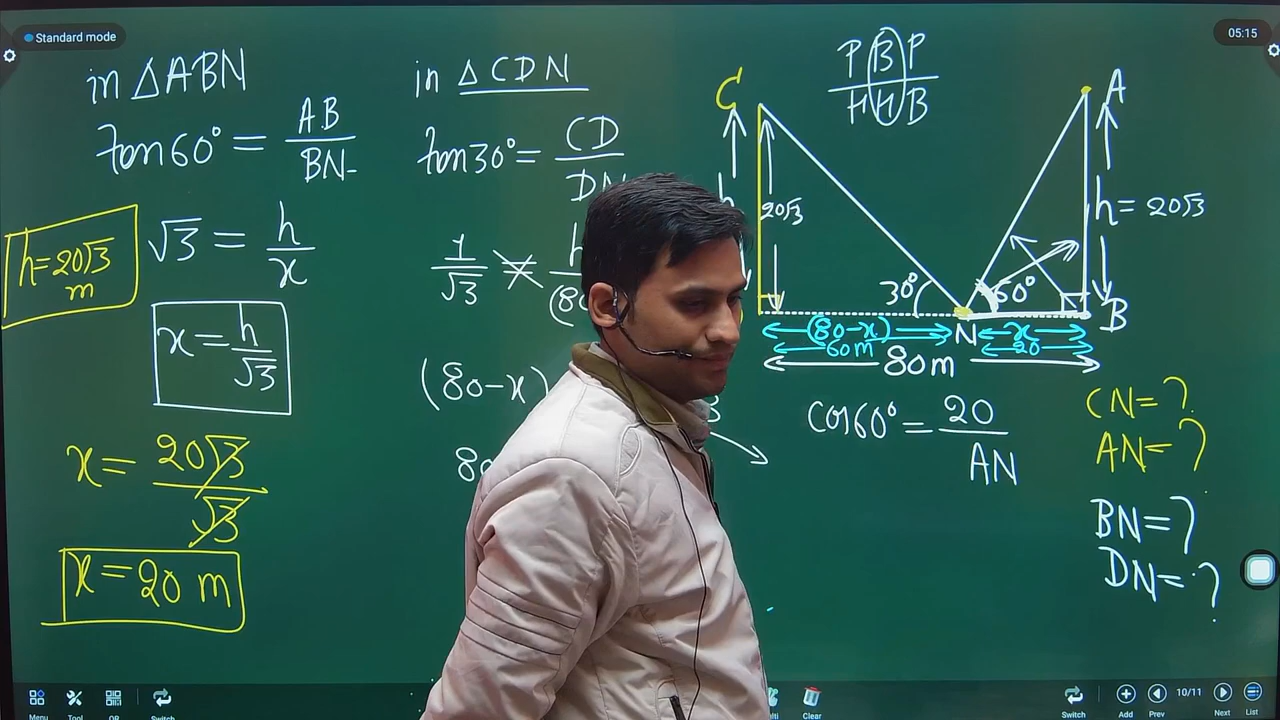 Standard mode
05:15
in △ABN
tan60° = AB/BN
√3 = h/x
h=20√3 m
x = h/√3
x = 20√3/√3
x = 20 m
in △CDN
tan30° = CD/DN
1/√3
(80-x)
80
P B P
H H B
C
A
20√3
h = 20√3
30°
60°
N
B
(80-x)
x
60m
20
80m
Cos60° = 20/AN
CN = ?
AN = ?
BN = ?
DN = ?
Menu
Tool
QR
Switch
Clear
Switch
Add
Prev
10/11
Next
List